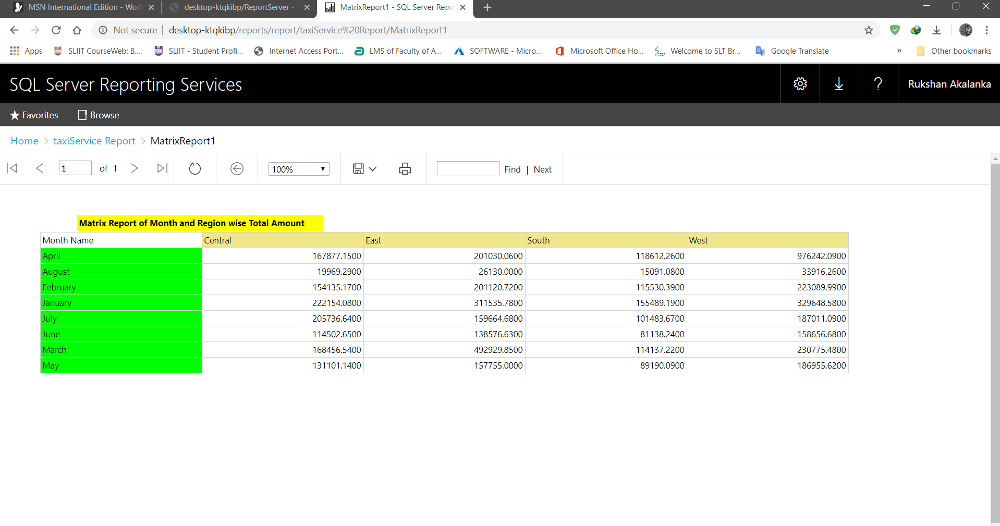 MSN International Edition - Worl
desktop-ktqkibp/ReportServer -
MatrixReport1 - SQL Server Repo
Not secure | desktop-ktqkibp/reports/report/taxiService%20Report/MatrixReport1
Apps SLIIT CourseWeb: B.... SLIIT - Student Profi... Internet Access Port... LMS of Faculty of A... SOFTWARE - Micro... Microsoft Office Ho... Welcome to SLT Br... Google Translate » Other bookmarks
SQL Server Reporting Services ? Rukshan Akalanka
Favorites Browse
Home > taxiService Report > MatrixReport1
1 of 1 100% Find | Next
Matrix Report of Month and Region wise Total Amount
Month Name Central East South West
April 167877.1500 201030.0600 118612.2600 976242.0900
August 19969.2900 26130.0000 15091.0800 33916.2600
February 154135.1700 201120.7200 115530.3900 223089.9900
January 222154.0800 311535.7800 155489.1900 329648.5800
July 205736.6400 159664.6800 101483.6700 187011.0900
June 114502.6500 138576.6300 81138.2400 158656.6800
March 168456.5400 492929.8500 114137.2200 230775.4800
May 131101.1400 157755.0000 89190.0900 186955.6200